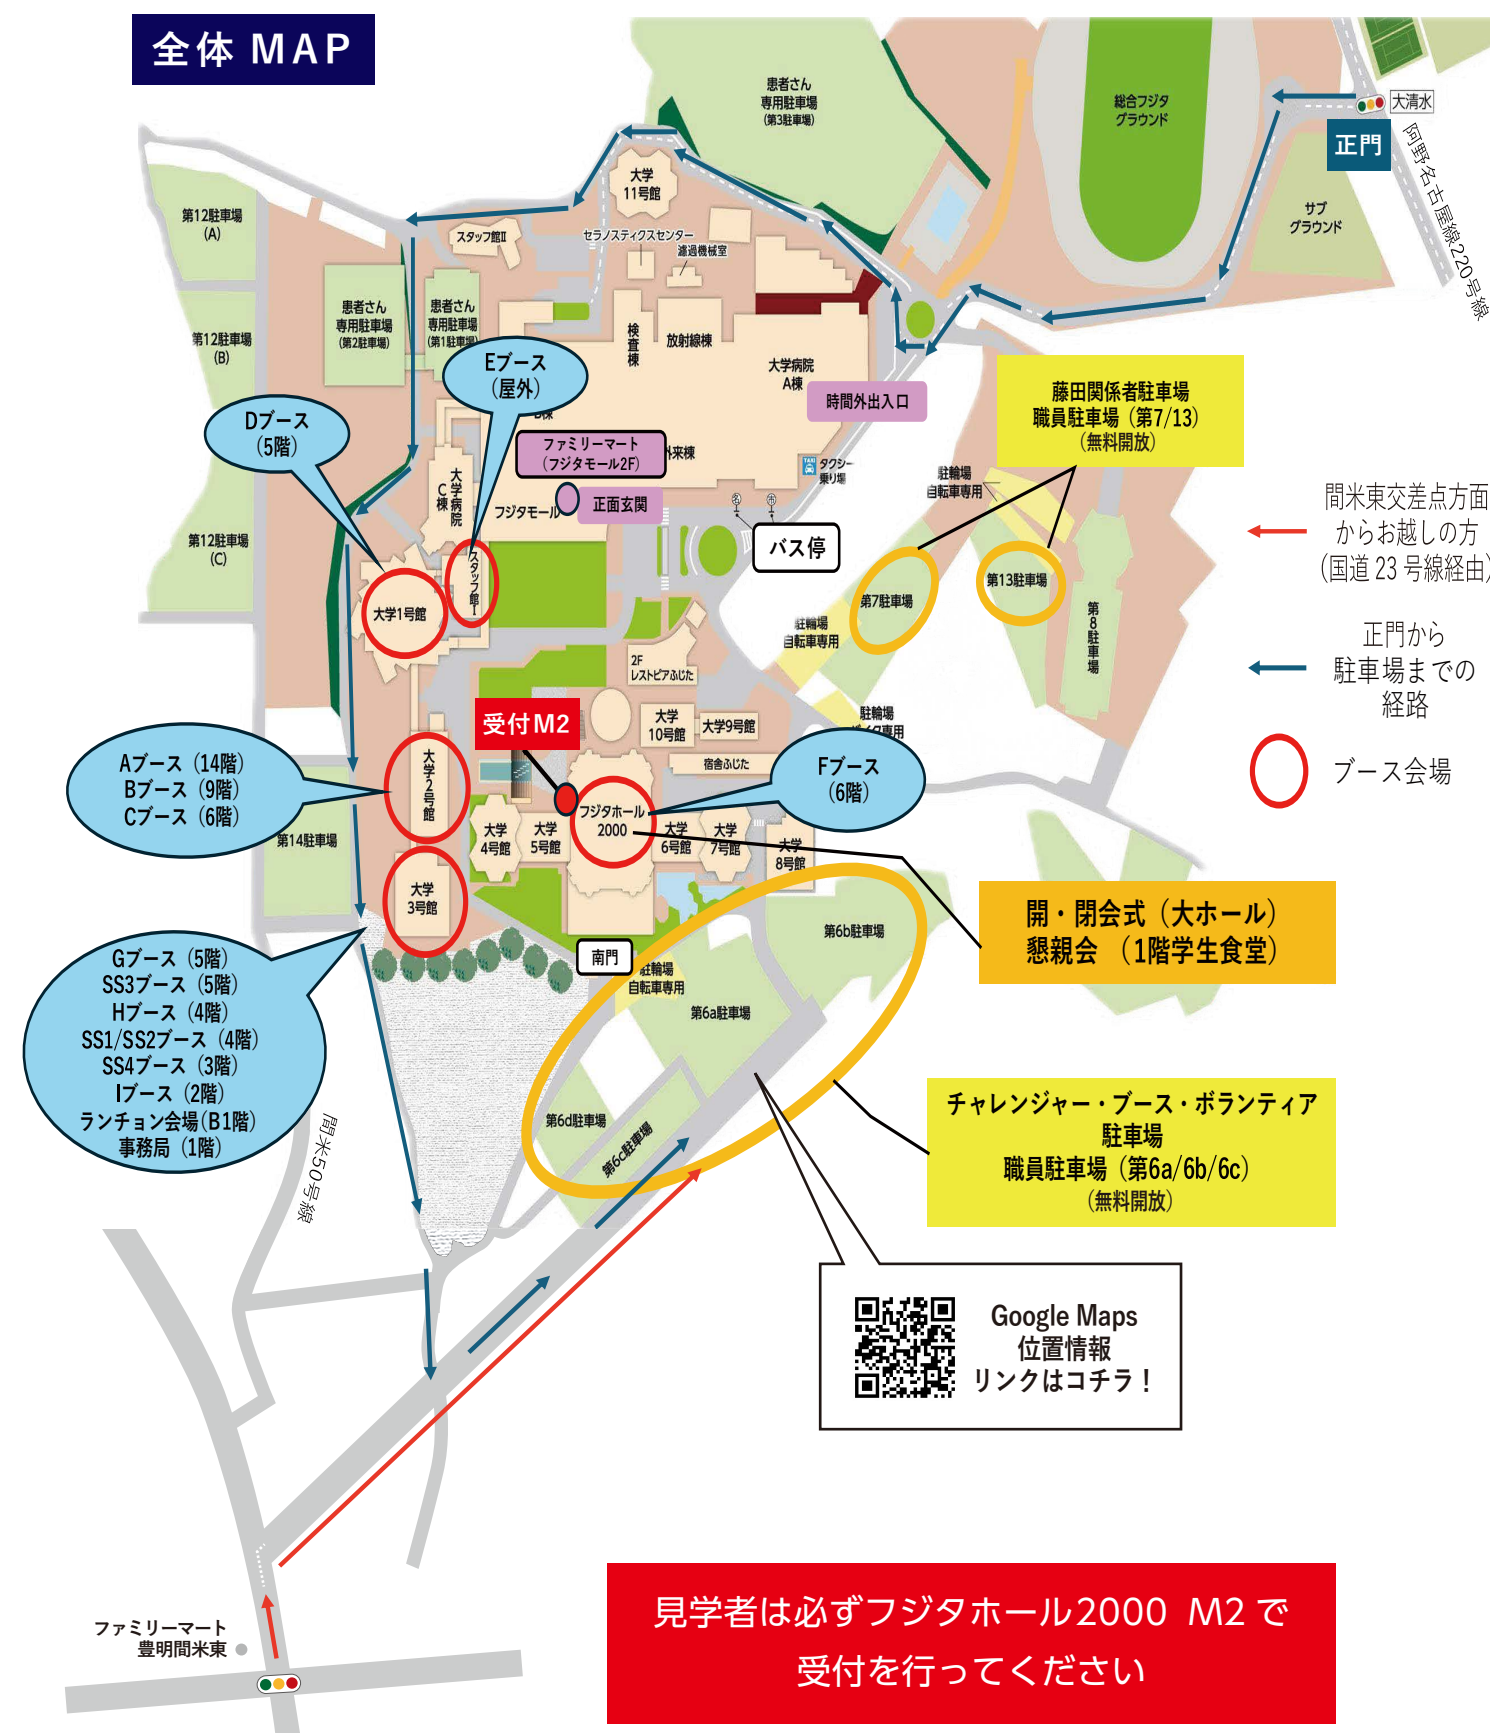 全体 MAP
患者さん
専用駐車場
(第3駐車場)
総合フジタ
グラウンド
大清水
正門
阿野名古屋線220号線
サブ
グラウンド
大学
11号館
第12駐車場
(A)
スタッフ館Ⅱ
セラノスティクスセンター
濾過機械室
患者さん
専用駐車場
(第2駐車場)
患者さん
専用駐車場
(第1駐車場)
第12駐車場
(B)
検査棟
放射線棟
大学病院
A棟
時間外出入口
Eブース
(屋外)
B棟
Dブース
(5階)
ファミリーマート
(フジタモール2F)
外来棟
タクシー
乗り場
TAXI
藤田関係者駐車場
職員駐車場（第7/13）
(無料開放)
駐輪場
自転車専用
大学病院
C棟
フジタモール
正面玄関
名
市
バス停
間米東交差点方面
からお越しの方
(国道 23 号線経由)
第12駐車場
(C)
スタッフ館Ⅰ
大学1号館
第7駐車場
第13駐車場
第8駐車場
駐輪場
自転車専用
正門から
駐車場までの
経路
2F
レストピアふじた
受付M2
大学
10号館
大学9号館
駐輪場
バイク専用
宿舎ふじた
Aブース（14階）
Bブース（9階）
Cブース（6階）
大学2号館
Fブース
(6階)
ブース会場
フジタホール
2000
第14駐車場
大学
4号館
大学
5号館
大学
6号館
大学
7号館
大学
8号館
大学
3号館
開・閉会式（大ホール）
懇親会 （1階学生食堂）
第6b駐車場
南門
駐輪場
自転車専用
第6a駐車場
Gブース（5階）
SS3ブース（5階）
Hブース（4階）
SS1/SS2ブース（4階）
SS4ブース（3階）
Iブース（2階）
ランチョン会場(B1階)
事務局（1階）
第6d駐車場
第6c駐車場
間米50号線
チャレンジャー・ブース・ボランティア
駐車場
職員駐車場（第6a/6b/6c）
(無料開放)
Google Maps
位置情報
リンクはコチラ！
ファミリーマート
豊明間米東
見学者は必ずフジタホール2000 M2 で
受付を行ってください